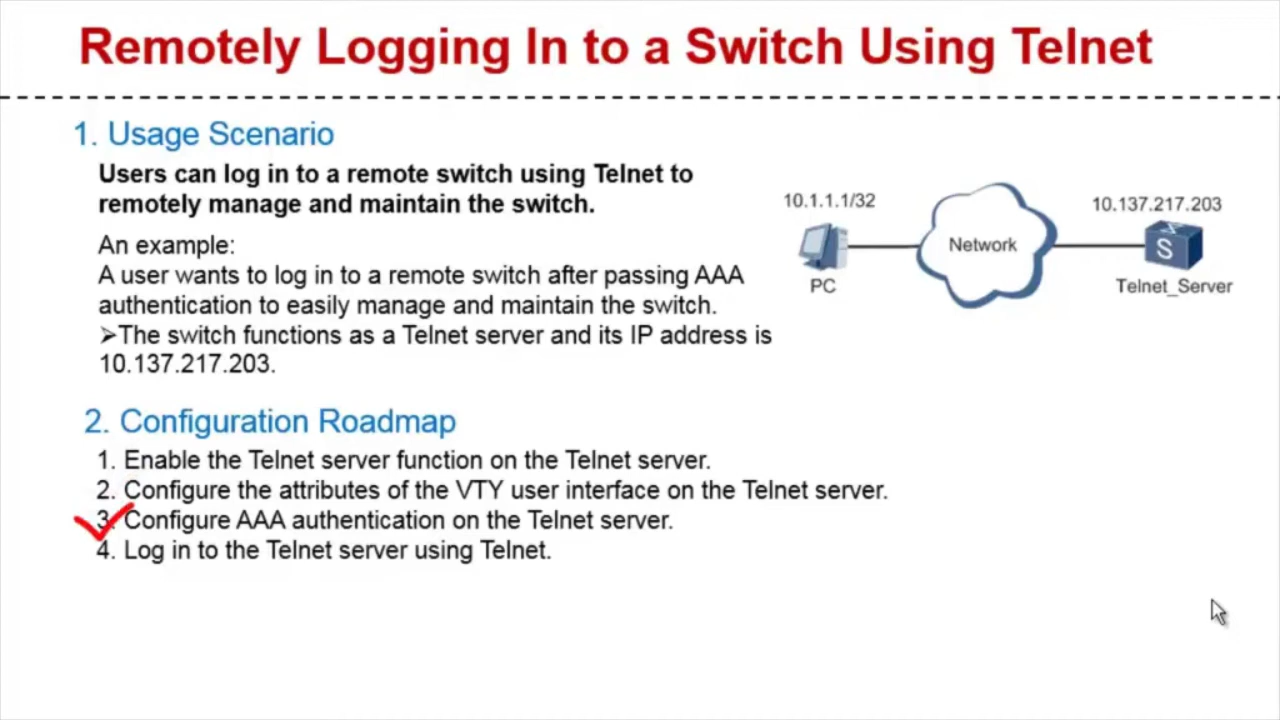 Remotely Logging In to a Switch Using Telnet
1. Usage Scenario
Users can log in to a remote switch using Telnet to
remotely manage and maintain the switch.
An example:
A user wants to log in to a remote switch after passing AAA
authentication to easily manage and maintain the switch.
➢The switch functions as a Telnet server and its IP address is
10.137.217.203.
10.1.1.1/32
10.137.217.203
Network
S
PC
Telnet_Server
2. Configuration Roadmap
1. Enable the Telnet server function on the Telnet server.
2. Configure the attributes of the VTY user interface on the Telnet server.
3. Configure AAA authentication on the Telnet server.
4. Log in to the Telnet server using Telnet.